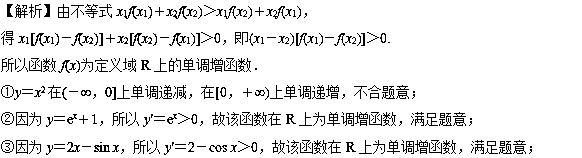 【解析】由不等式 x₁f(x₁)+x₂f(x₂)>x₁f(x₂)+x₂f(x₁),
得 x₁[f(x₁)-f(x₂)]+x₂[f(x₂)-f(x₁)]>0,即(x₁-x₂)[f(x₁)-f(x₂)]>0.
所以函数 f(x)为定义域 R 上的单调增函数.
①y=x²在(-∞,0]上单调递减,在[0,+∞)上单调递增,不合题意;
②因为 y=eˣ+1,所以 y′=eˣ>0,故该函数在 R 上为单调增函数,满足题意;
③因为 y=2x-sin x,所以 y′=2-cos x>0,故该函数在 R 上为单调增函数,满足题意;